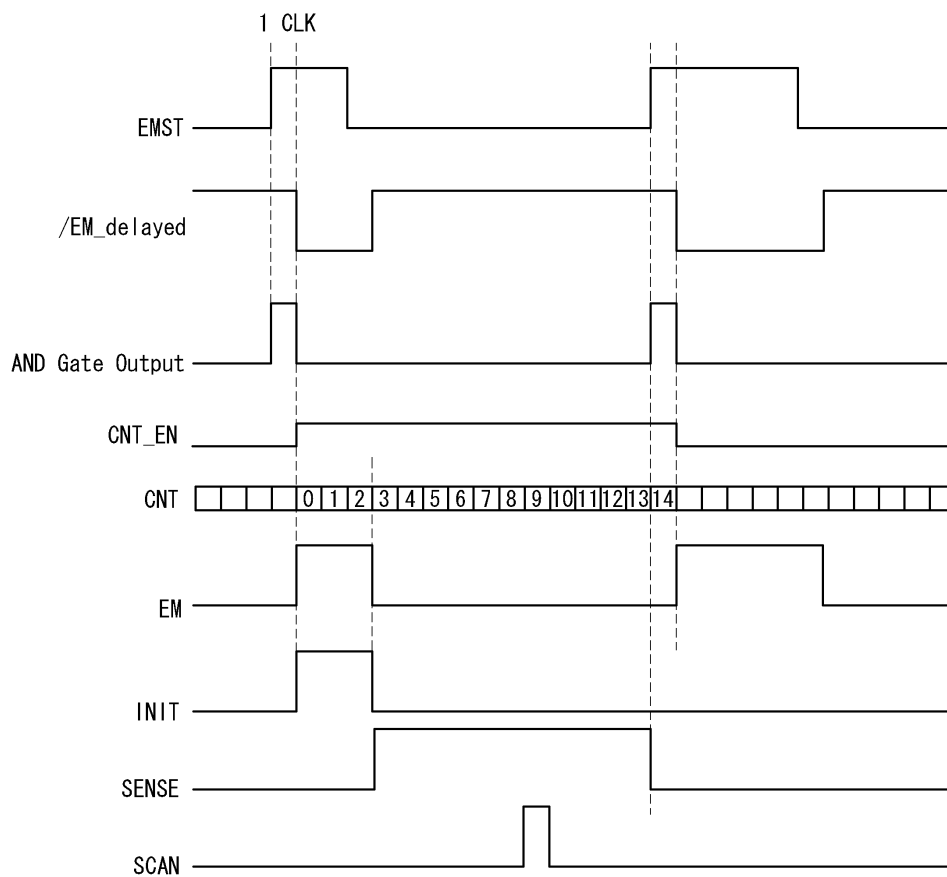 1 CLK
EMST
/EM_delayed
AND Gate Output
CNT_EN
CNT 0 1 2 3 4 5 6 7 8 9 10 11 12 13 14
EM
INIT
SENSE
SCAN